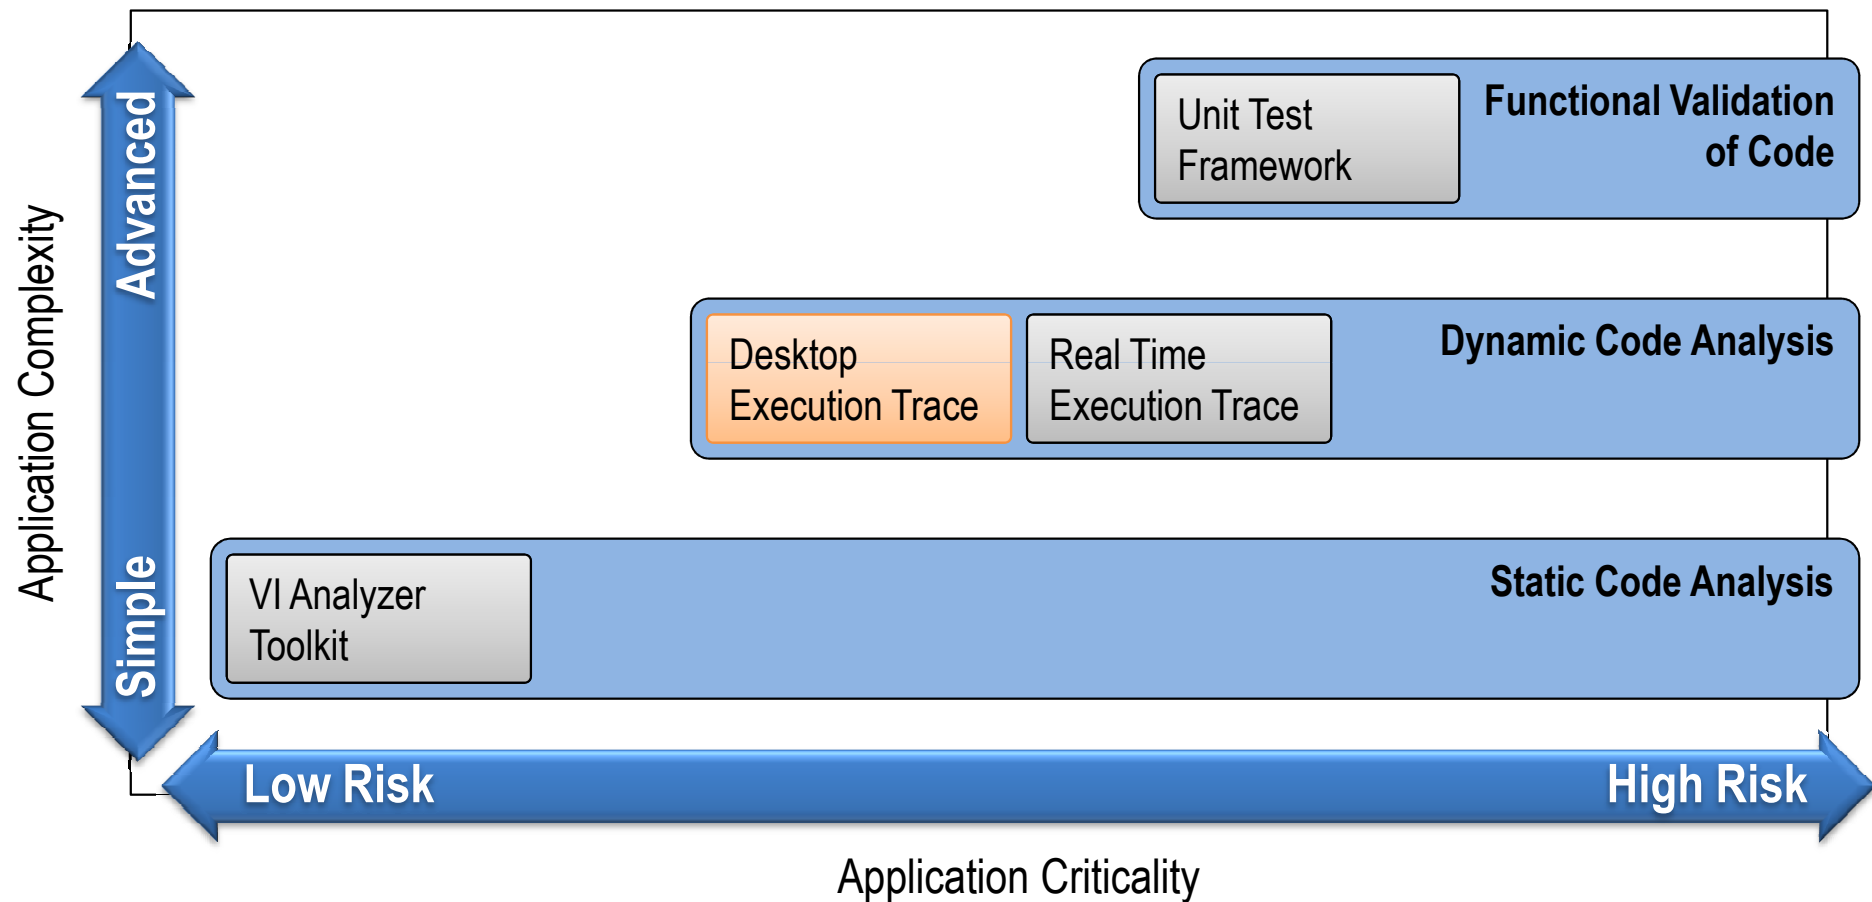 Application Complexity
Advanced
Simple
Unit Test
Framework
Functional Validation
of Code
Desktop
Execution Trace
Real Time
Execution Trace
Dynamic Code Analysis
VI Analyzer
Toolkit
Static Code Analysis
Low Risk
High Risk
Application Criticality